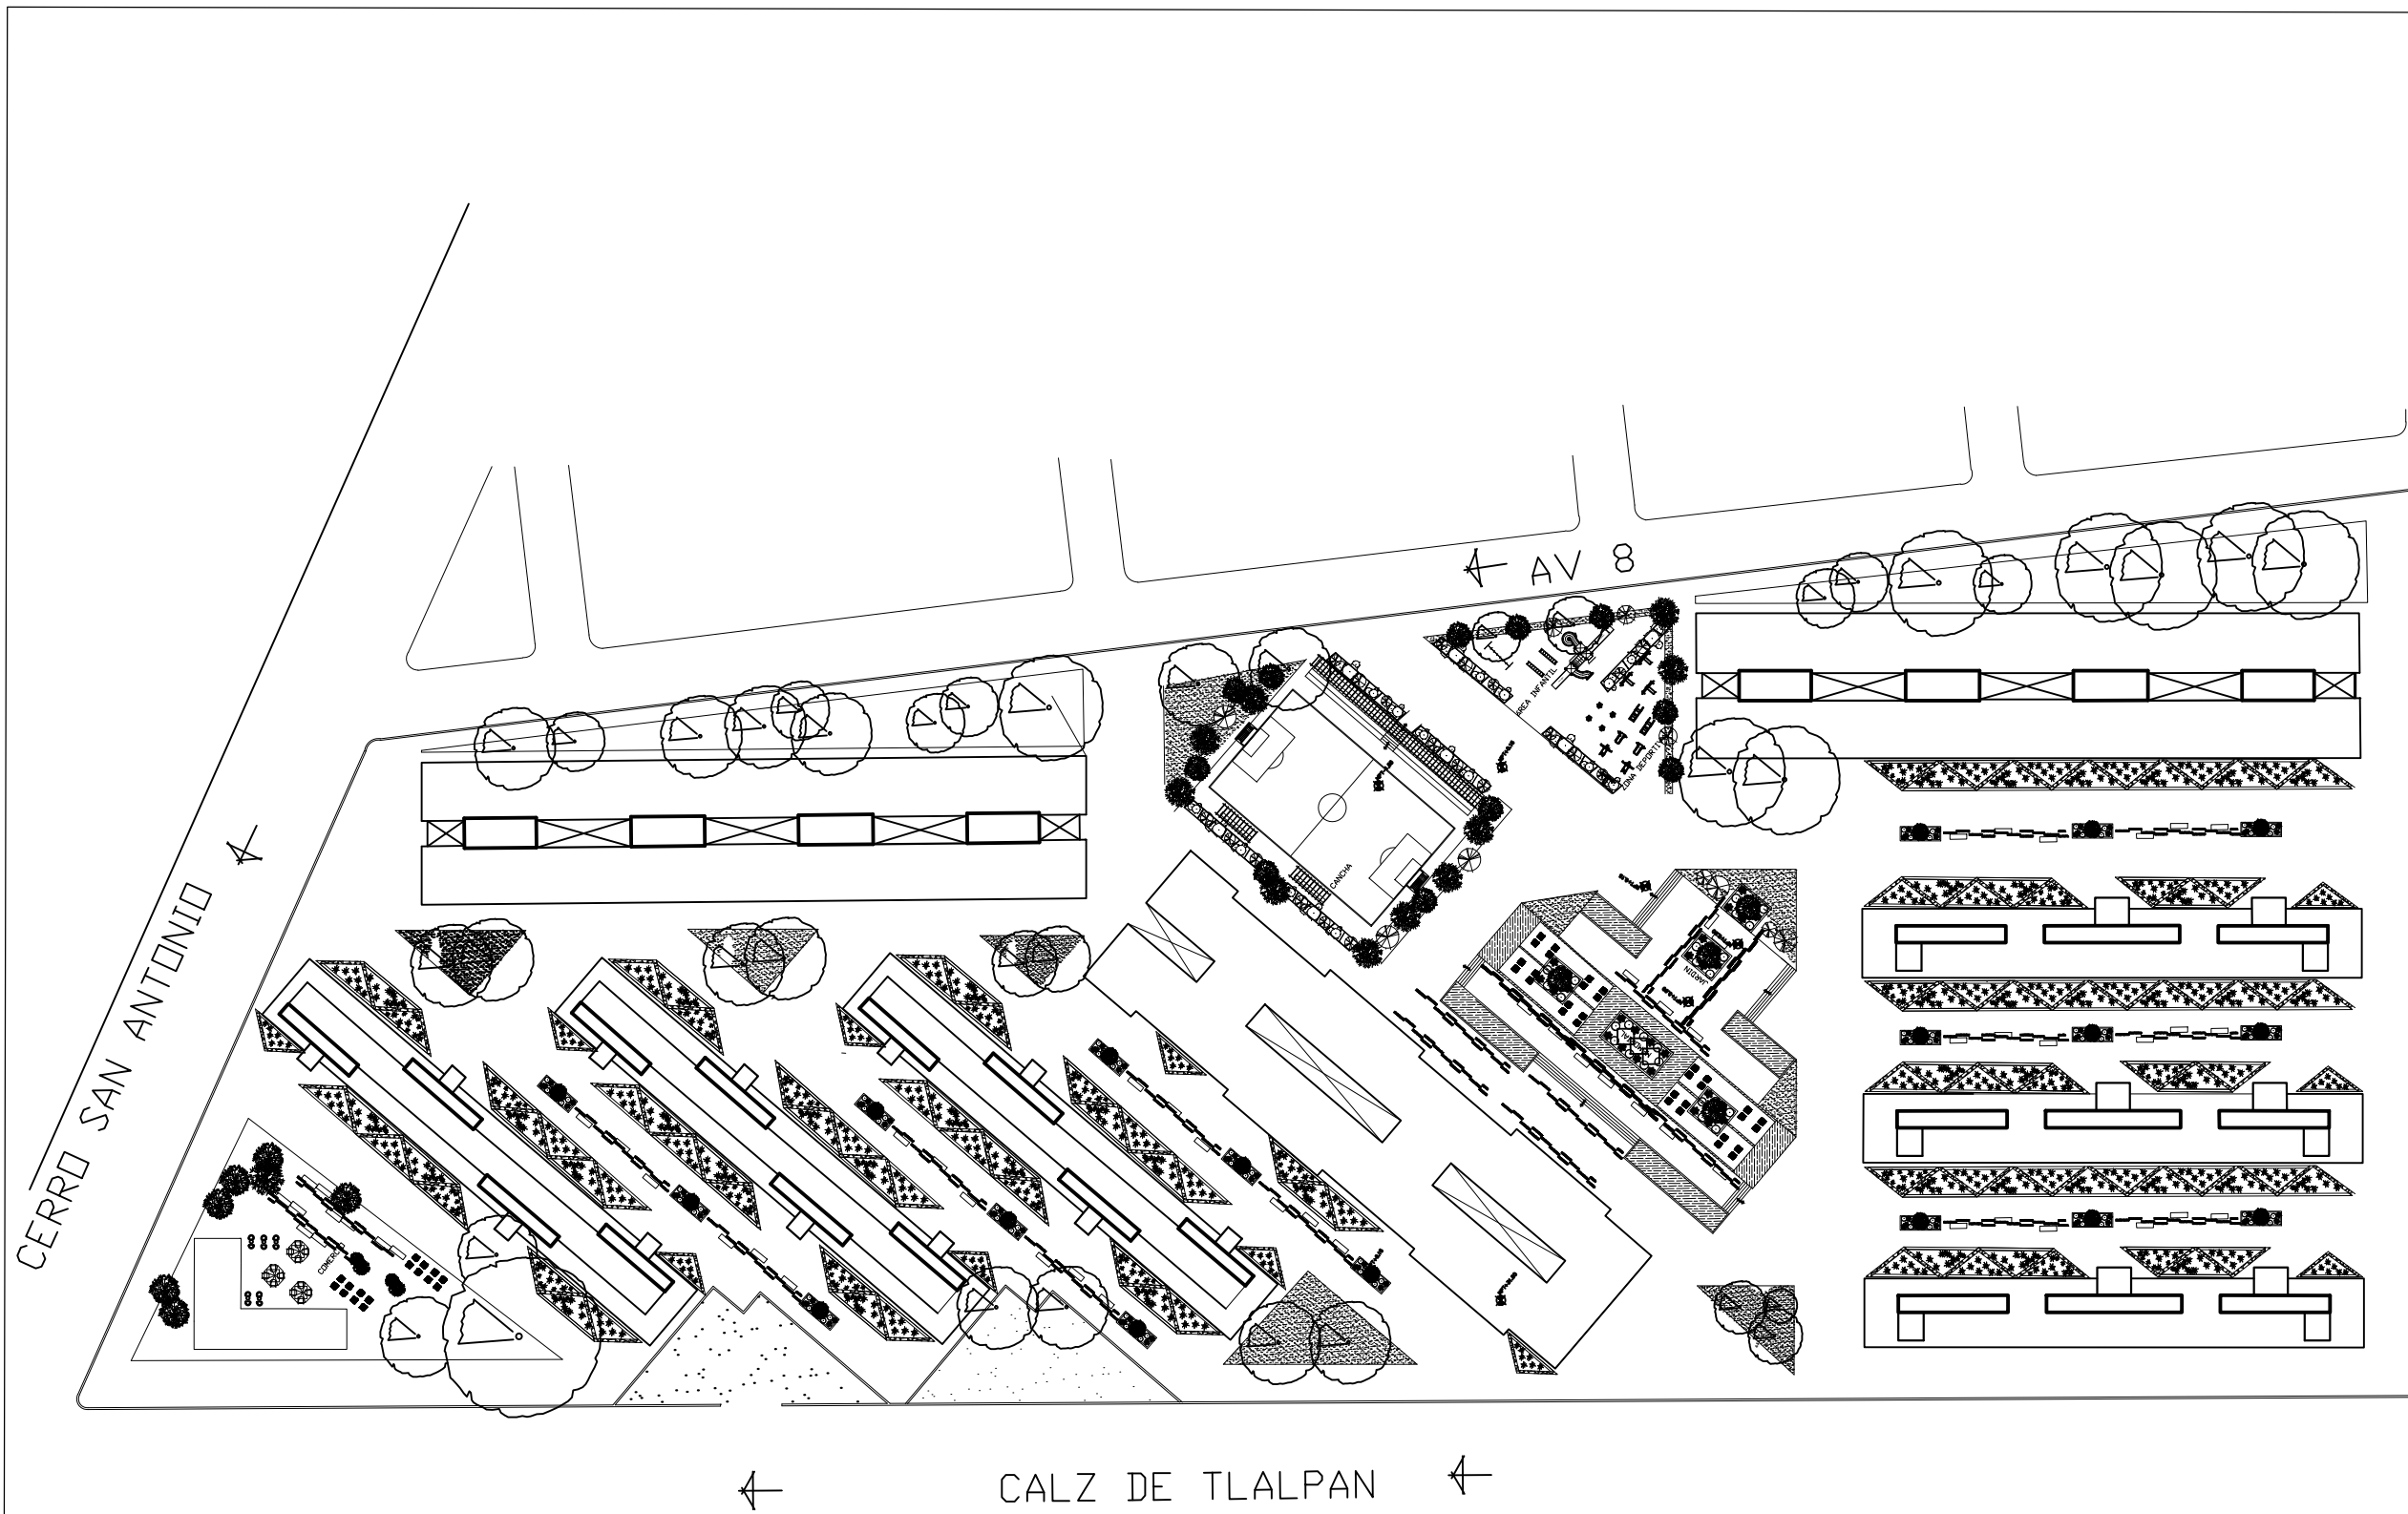 AV 8
AREA INFANTIL
ZONA DEPORTIVA
CANCHA
JARDIN
CERRO SAN ANTONIO
COMERCIO
CALZ DE TLALPAN